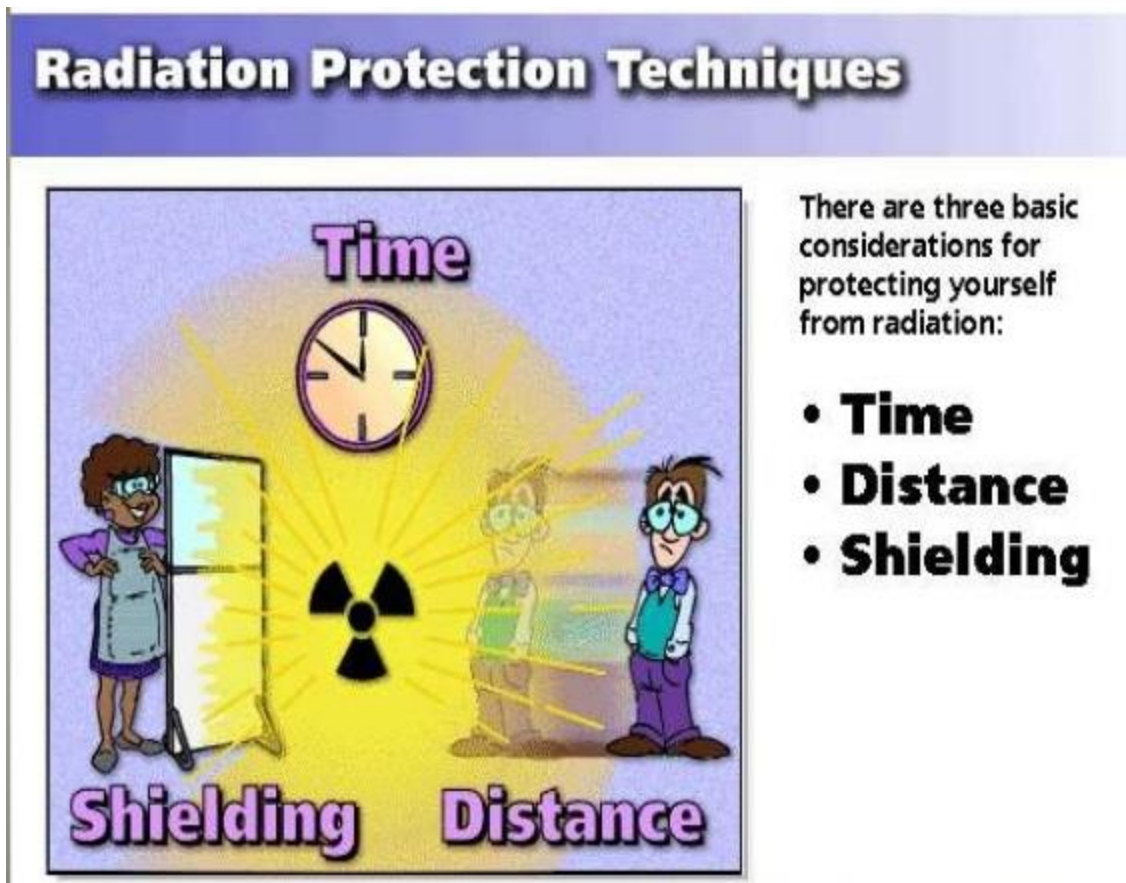 Radiation Protection Techniques
Time
Shielding
Distance
There are three basic
considerations for
protecting yourself
from radiation:
• Time
• Distance
• Shielding